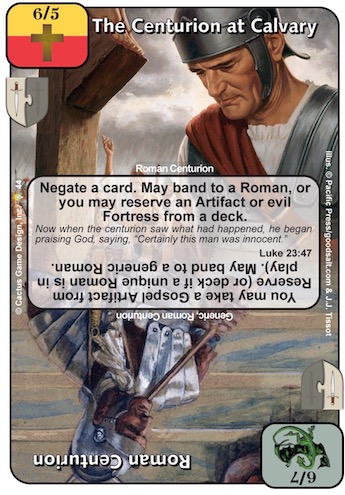 6/5
The Centurion at Calvary
Roman Centurion
Negate a card. May band to a Roman, or
you may reserve an Artifact or evil
Fortress from a deck.
Now when the centurion saw what had happened, he began
praising God, saying, “Certainly this man was innocent.”
Luke 23:47
© Cactus Game Design, Inc. 44
illus. © Pacific Press/goodsalt.com & J.J. Tissot
Roman Centurion
6/7
Generic, Roman Centurion
You may take a Gospel Artifact from
Reserve (or deck if a unique Roman is in
play). May band to a generic Roman.